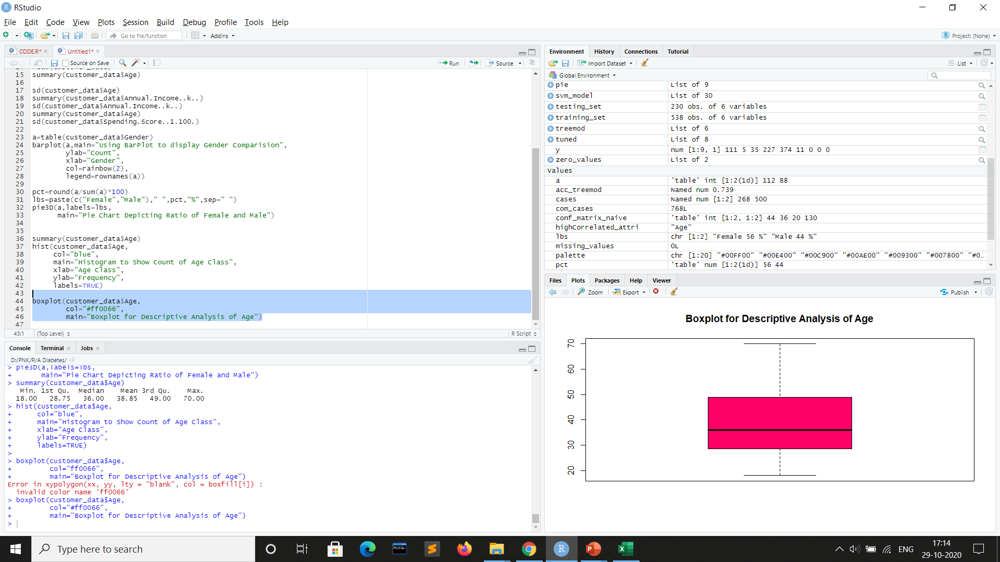 RStudio
File Edit Code View Plots Session Build Debug Profile Tools Help
Go to file/function Addins Project: (None)
CODE.R* Untitled1*
Source on Save Run Source
15 summary(customer_data$Age)
16
17 sd(customer_data$Age)
18 summary(customer_data$Annual.Income..k..)
19 sd(customer_data$Annual.Income..k..)
20 summary(customer_data$Age)
21 sd(customer_data$Spending.Score..1.100.)
22
23 a=table(customer_data$Gender)
24 barplot(a,main="Using BarPlot to display Gender Comparision",
25 ylab="Count",
26 xlab="Gender",
27 col=rainbow(2),
28 legend=rownames(a))
29
30 pct=round(a/sum(a)*100)
31 lbs=paste(c("Female","Male")," ",pct,"%",sep=" ")
32 pie3D(a,labels=lbs,
33 main="Pie Chart Depicting Ratio of Female and Male")
34
35
36 summary(customer_data$Age)
37 hist(customer_data$Age,
38 col="blue",
39 main="Histogram to Show Count of Age Class",
40 xlab="Age Class",
41 ylab="Frequency",
42 labels=TRUE)
43
44 boxplot(customer_data$Age,
45 col="#ff0066",
46 main="Boxplot for Descriptive Analysis of Age")
47
43:1 (Top Level) R Script
Console Terminal Jobs
D:/PNK/R/A Diabetes/
> pie3D(a,labels=lbs,
+ main="Pie Chart Depicting Ratio of Female and Male")
> summary(customer_data$Age)
Min. 1st Qu. Median Mean 3rd Qu. Max.
18.00 28.75 36.00 38.85 49.00 70.00
> hist(customer_data$Age,
+ col="blue",
+ main="Histogram to Show Count of Age Class",
+ xlab="Age Class",
+ ylab="Frequency",
+ labels=TRUE)
>
> boxplot(customer_data$Age,
+ col="ff0066",
+ main="Boxplot for Descriptive Analysis of Age")
Error in xypolygon(xx, yy, lty = "blank", col = boxfill[i]) :
invalid color name 'ff0066'
> boxplot(customer_data$Age,
+ col="#ff0066",
+ main="Boxplot for Descriptive Analysis of Age")
>
Environment History Connections Tutorial
Import Dataset List
Global Environment
pie List of 9
svm_model List of 30
testing_set 230 obs. of 6 variables
training_set 538 obs. of 6 variables
treemod List of 6
tuned List of 8
y num [1:9, 1] 111 5 35 227 374 11 0 0 0
zero_values List of 2
Values
a 'table' int [1:2(1d)] 112 88
acc_treemod Named num 0.739
cases Named num [1:2] 268 500
com_cases 768L
conf_matrix_naive 'table' int [1:2, 1:2] 44 36 20 130
highCorrelated_attri "Age"
lbs chr [1:2] "Female 56 %" "Male 44 %"
missing_values 0L
palette chr [1:20] "#00FF00" "#00E400" "#00C900" "#00AE00" "#009300" "#007800" "#0...
pct 'table' num [1:2(1d)] 56 44
Files Plots Packages Help Viewer
Zoom Export Publish
Boxplot for Descriptive Analysis of Age
70
60
50
40
30
20
Type here to search
MySQL
ENG
17:14
29-10-2020